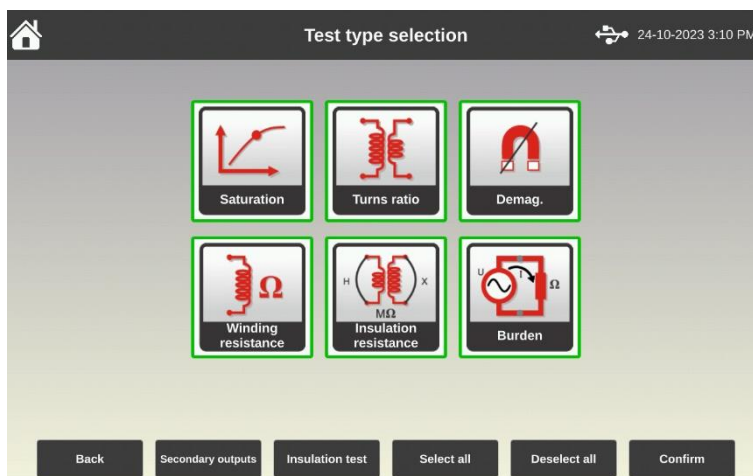 Test type selection
24-10-2023 3:10 PM
Saturation
Turns ratio
Demag.
Ω
Winding
resistance
H
X
MΩ
Insulation
resistance
U
I
Ω
Burden
Back
Secondary outputs
Insulation test
Select all
Deselect all
Confirm